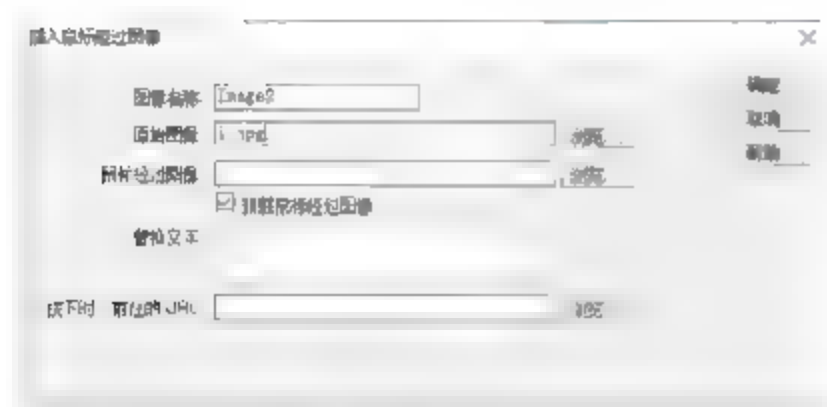 插入鼠标经过图像
图像名称: Image2
原始图像: 浏览...
鼠标经过图像: 浏览...
预载鼠标经过图像
替换文本:
按下时,前往的 URL: 浏览...
确定
取消
帮助